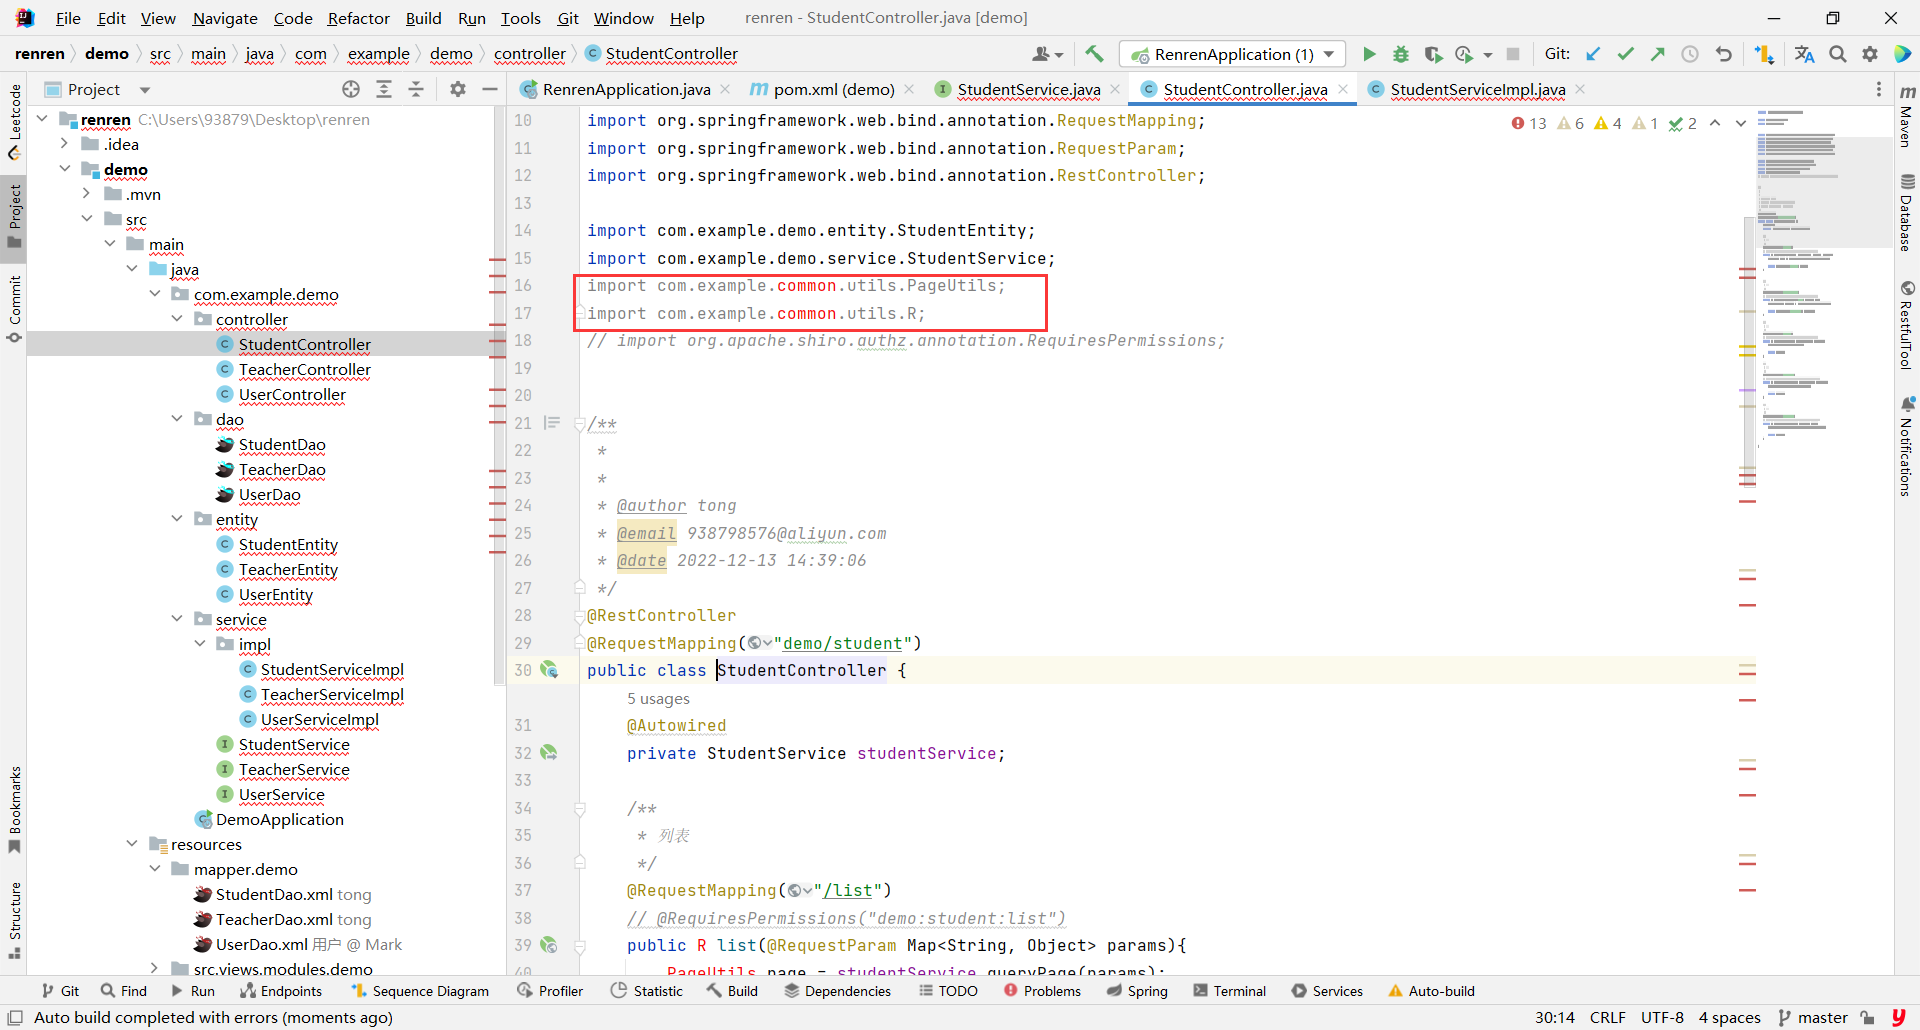 File Edit View Navigate Code Refactor Build Run Tools Git Window Help renren - StudentController.java [demo]
renren demo src main java com example demo controller StudentController RenrenApplication (1) Git:
Project
RenrenApplication.java pom.xml (demo) StudentService.java StudentController.java StudentServiceImpl.java
Leetcode
Project
Commit
Bookmarks
Structure
renren C:\Users\93879\Desktop\renren
.idea
demo
.mvn
src
main
java
com.example.demo
controller
StudentController
TeacherController
UserController
dao
StudentDao
TeacherDao
UserDao
entity
StudentEntity
TeacherEntity
UserEntity
service
impl
StudentServiceImpl
TeacherServiceImpl
UserServiceImpl
StudentService
TeacherService
UserService
DemoApplication
resources
mapper.demo
StudentDao.xml tong
TeacherDao.xml tong
UserDao.xml 用户 @ Mark
src.views.modules.demo
13 6 4 1 2
10 import org.springframework.web.bind.annotation.RequestMapping;
11 import org.springframework.web.bind.annotation.RequestParam;
12 import org.springframework.web.bind.annotation.RestController;
13
14 import com.example.demo.entity.StudentEntity;
15 import com.example.demo.service.StudentService;
16 import com.example.common.utils.PageUtils;
17 import com.example.common.utils.R;
18 // import org.apache.shiro.authz.annotation.RequiresPermissions;
19
20
21 /**
22 *
23 *
24 * @author tong
25 * @email 938798576@aliyun.com
26 * @date 2022-12-13 14:39:06
27 */
28 @RestController
29 @RequestMapping("demo/student")
30 public class StudentController {
5 usages
31 @Autowired
32 private StudentService studentService;
33
34 /**
35 * 列表
36 */
37 @RequestMapping("/list")
38 // @RequiresPermissions("demo:student:list")
39 public R list(@RequestParam Map<String, Object> params){
40 PageUtils page = studentService.queryPage(params);
Maven
Database
RestfulTool
Notifications
Git Find Run Endpoints Sequence Diagram Profiler Statistic Build Dependencies TODO Problems Spring Terminal Services Auto-build
Auto build completed with errors (moments ago) 30:14 CRLF UTF-8 4 spaces master